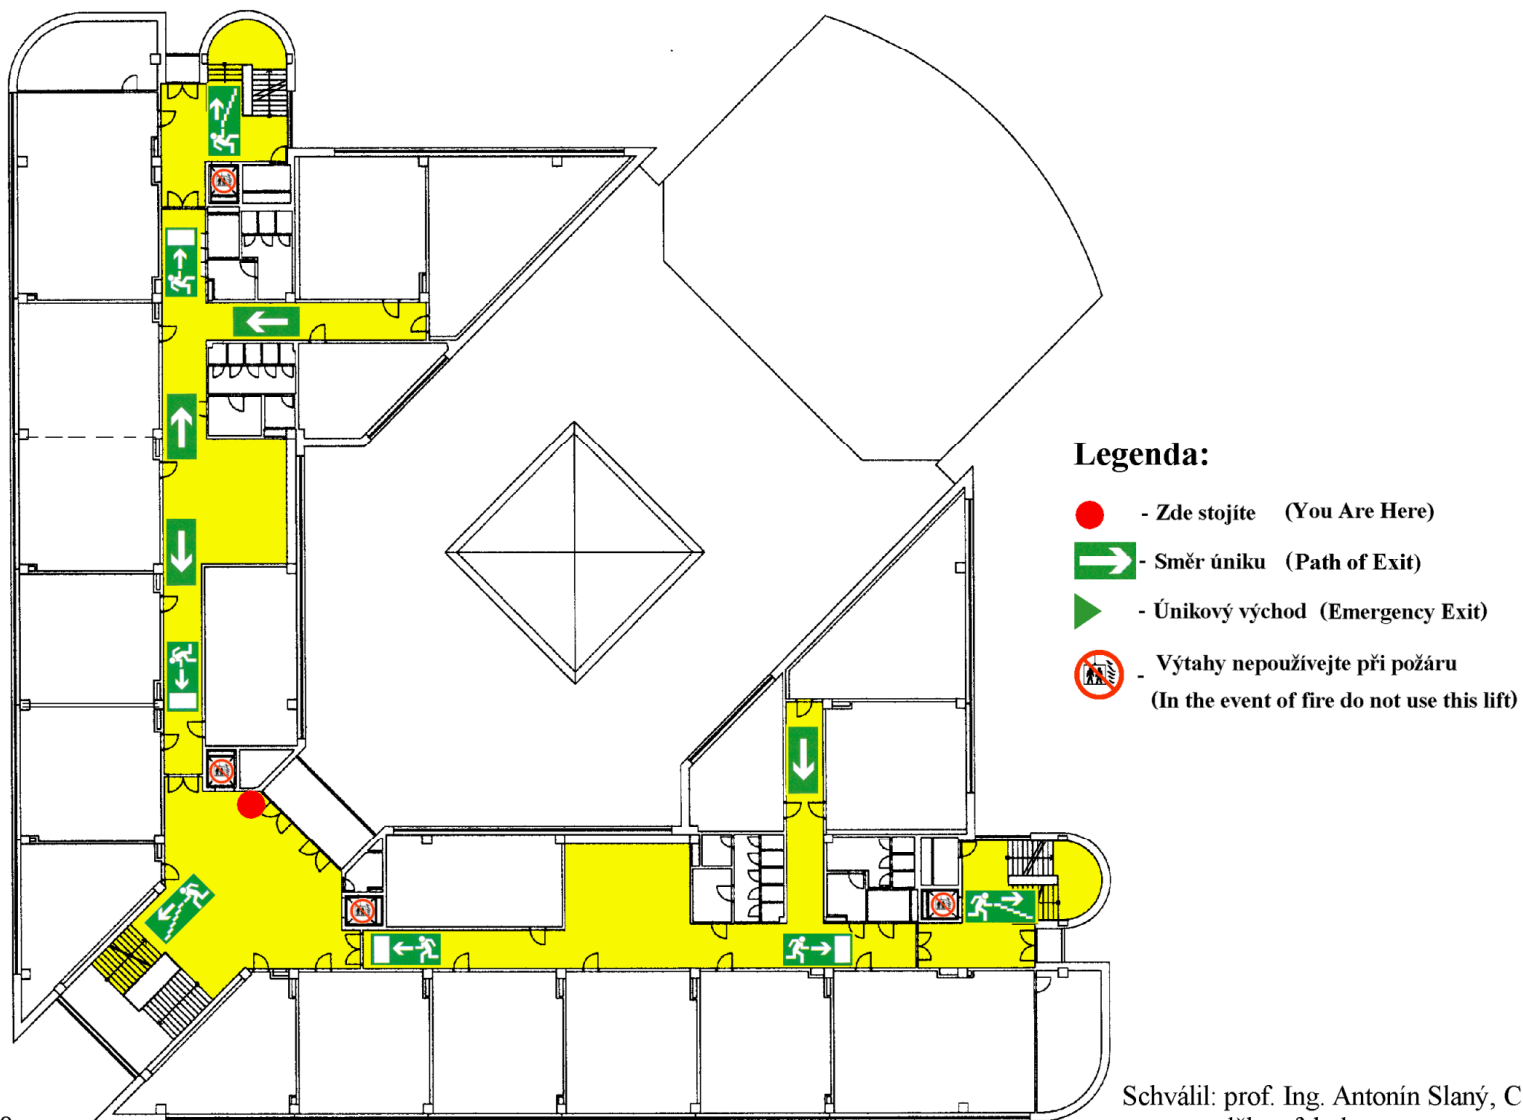 Legenda:
- Zde stojíte (You Are Here)
- Směr úniku (Path of Exit)
- Únikový východ (Emergency Exit)
- Výtahy nepoužívejte při požáru
(In the event of fire do not use this lift)
Schválil: prof. Ing. Antonín Slaný, C